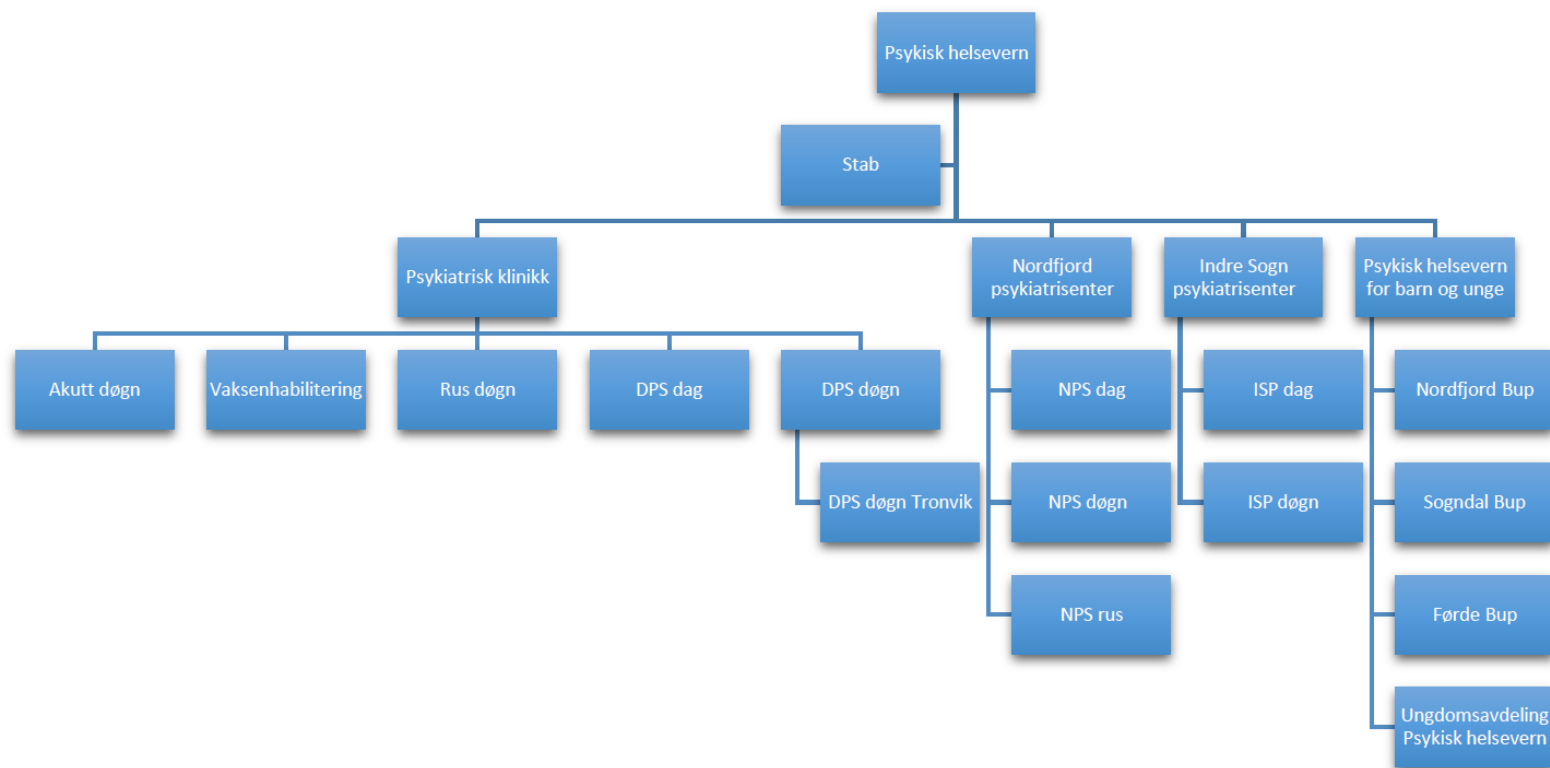 Psykisk helsevern
Stab
Psykiatrisk klinikk
Nordfjord
psykiatrisenter
Indre Sogn
psykiatrisenter
Psykisk helsevern
for barn og unge
Akutt døgn
Vaksenhabilitering
Rus døgn
DPS dag
DPS døgn
NPS dag
ISP dag
Nordfjord Bup
DPS døgn Tronvik
NPS døgn
ISP døgn
Sogndal Bup
NPS rus
Førde Bup
Ungdomsavdeling
Psykisk helsevern